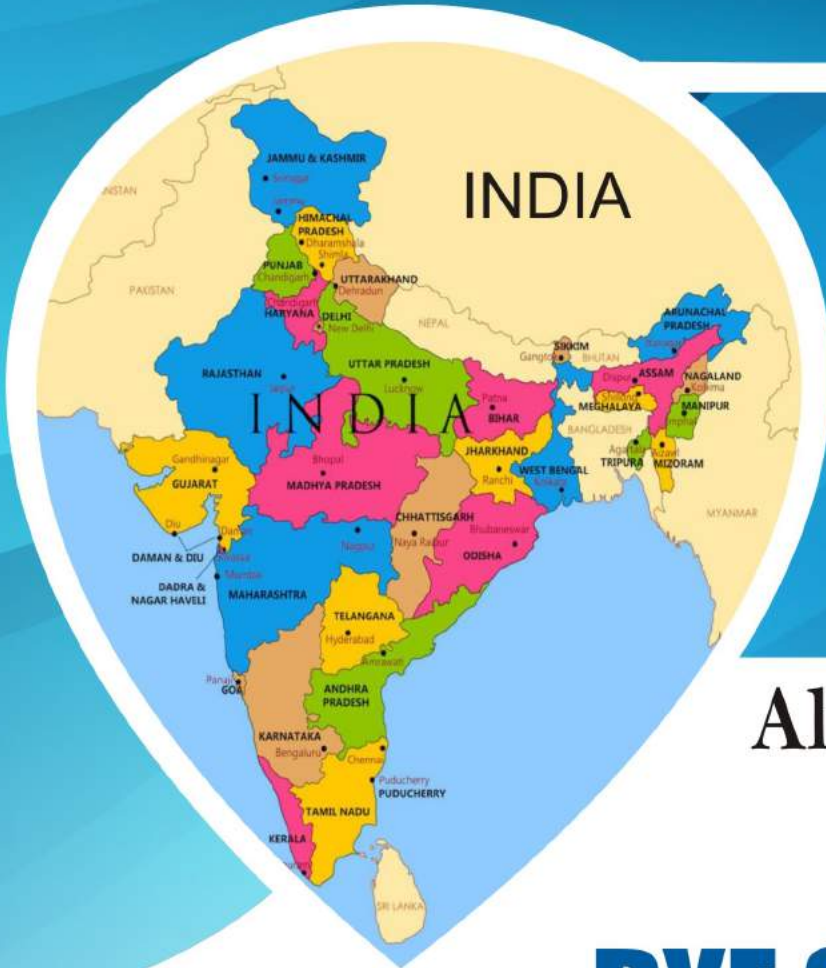 INDIA
JAMMU & KASHMIR
Srinagar
Jammu
HIMACHAL
PRADESH
Dharamshala
Shimla
PUNJAB
Chandigarh
UTTARAKHAND
Dehradun
PAKISTAN
Chandigarh
HARYANA
DELHI
New Delhi
NEPAL
ARUNACHAL
PRADESH
Itanagar
SIKKIM
Gangtok
BHUTAN
RAJASTHAN
Jaipur
UTTAR PRADESH
Lucknow
Dispur
ASSAM
NAGALAND
Kohima
Shillong
MEGHALAYA
MANIPUR
Imphal
INDIA
Patna
BIHAR
BANGLADESH
Agartala
TRIPURA
Aizawl
MIZORAM
Gandhinagar
GUJARAT
Bhopal
MADHYA PRADESH
JHARKHAND
Ranchi
WEST BENGAL
Kolkata
MYANMAR
CHHATTISGARH
Naya Raipur
Bhubaneswar
ODISHA
Diu
Daman
DAMAN & DIU
Nagpur
DADRA &
NAGAR HAVELI
Mumbai
MAHARASHTRA
TELANGANA
Hyderabad
Amrawati
Panaji
GOA
ANDHRA
PRADESH
KARNATAKA
Bengaluru
Chennai
Puducherry
PUDUCHERRY
TAMIL NADU
KERALA
SRI LANKA
Al